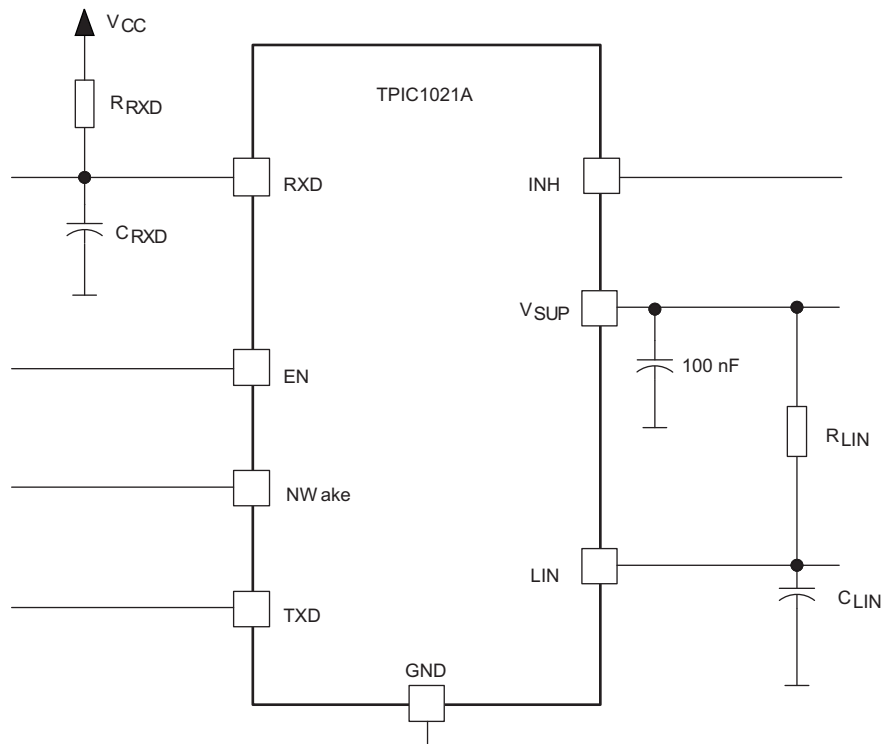 VCC
TPIC1021A
RRXD
RXD
INH
CRXD
VSUP
100 nF
EN
RLIN
NWake
LIN
CLIN
TXD
GND